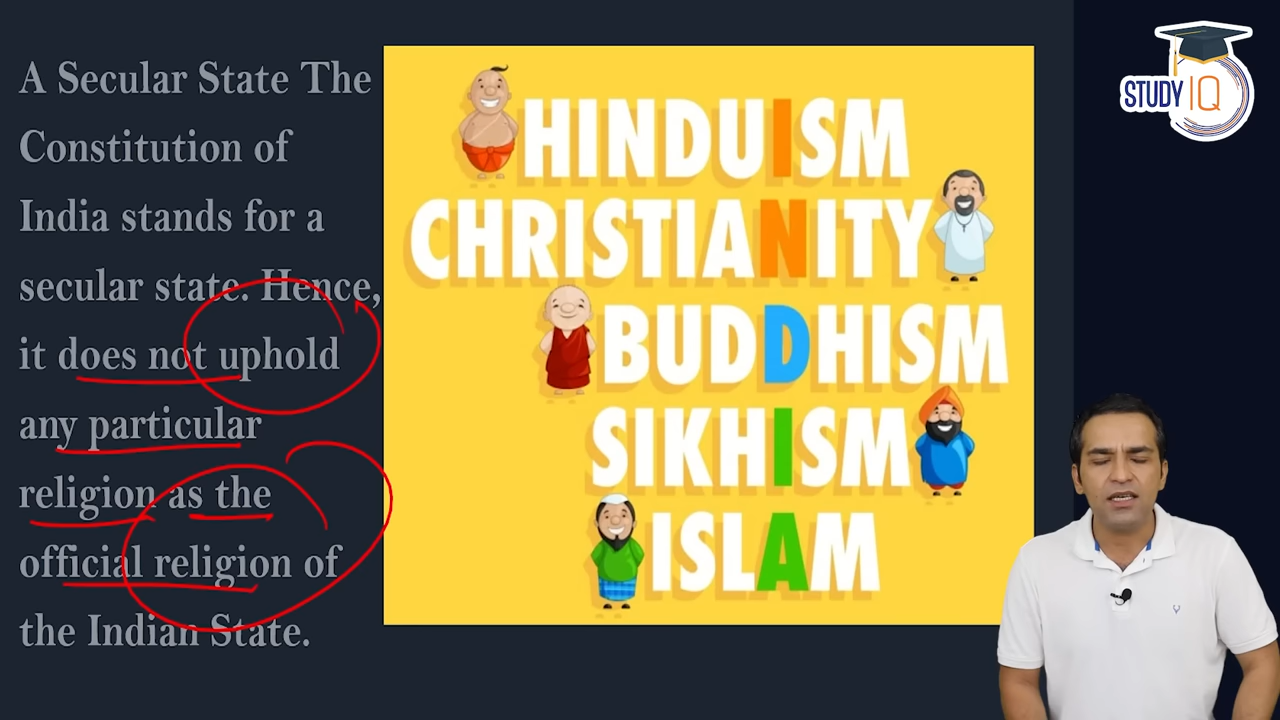 A Secular State The
Constitution of
India stands for a
secular state. Hence,
it does not uphold
any particular
religion as the
official religion of
the Indian State.
HINDUISM
CHRISTIANITY
BUDDHISM
SIKHISM
ISLAM
STUDY IQ